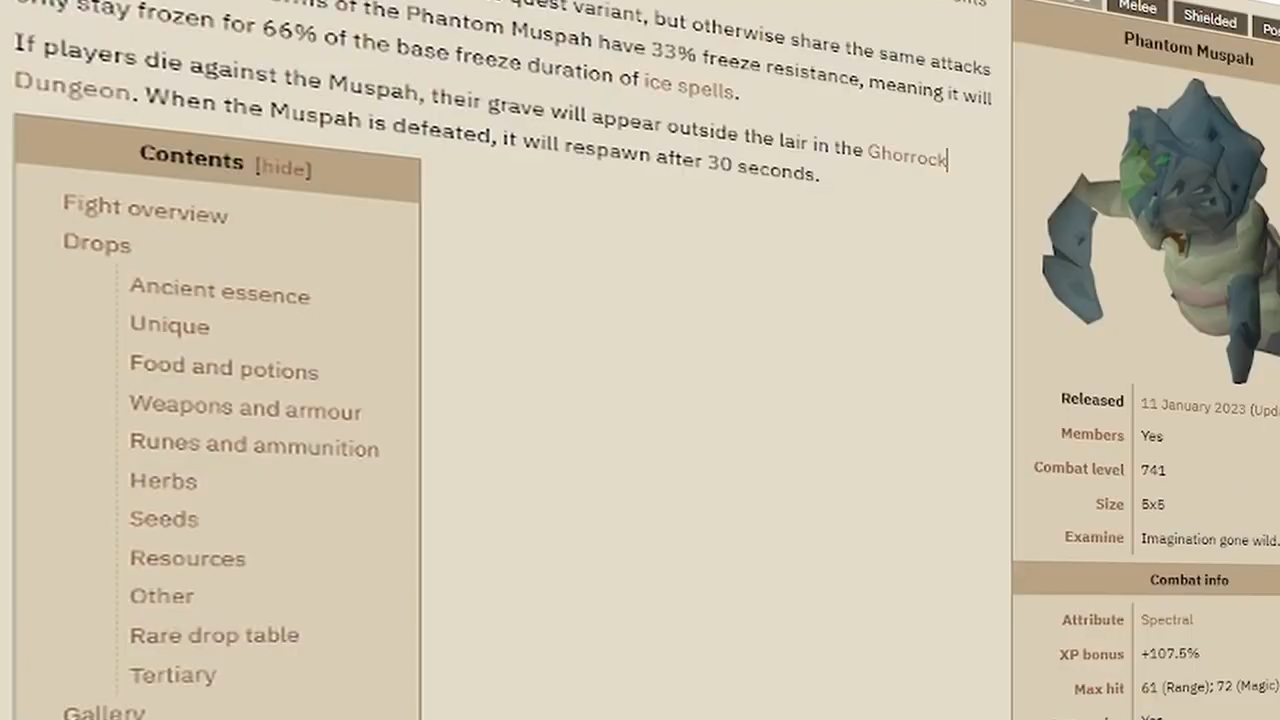 quest variant, but otherwise share the same attacks
of the Phantom Muspah have 33% freeze resistance, meaning it will
only stay frozen for 66% of the base freeze duration of ice spells.
If players die against the Muspah, their grave will appear outside the lair in the Ghorrock
Dungeon. When the Muspah is defeated, it will respawn after 30 seconds.
Contents [hide]
Fight overview
Drops
Ancient essence
Unique
Food and potions
Weapons and armour
Runes and ammunition
Herbs
Seeds
Resources
Other
Rare drop table
Tertiary
Gallery
Melee
Shielded
Phantom Muspah
Released 11 January 2023
Members Yes
Combat level 741
Size 5x5
Examine Imagination gone wild.
Combat info
Attribute Spectral
XP bonus +107.5%
Max hit 61 (Range); 72 (Magic)